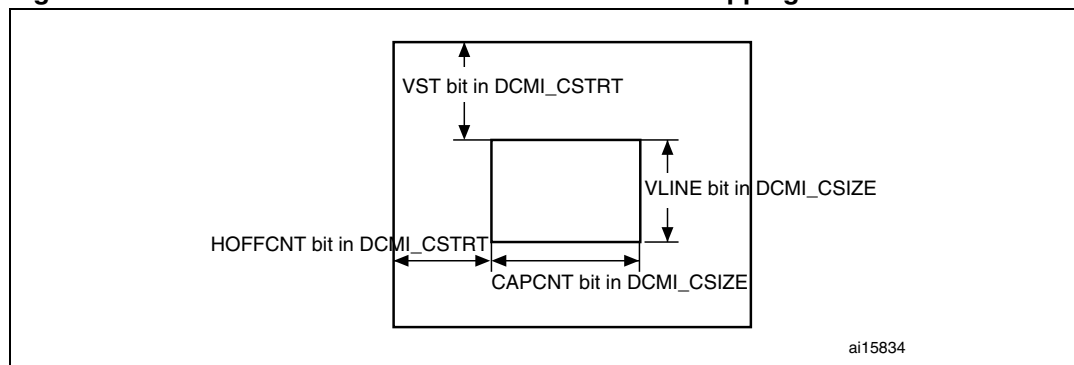 VST bit in DCMI_CSTRT
VLINE bit in DCMI_CSIZE
HOFFCNT bit in DCMI_CSTRT
CAPCNT bit in DCMI_CSIZE
ai15834